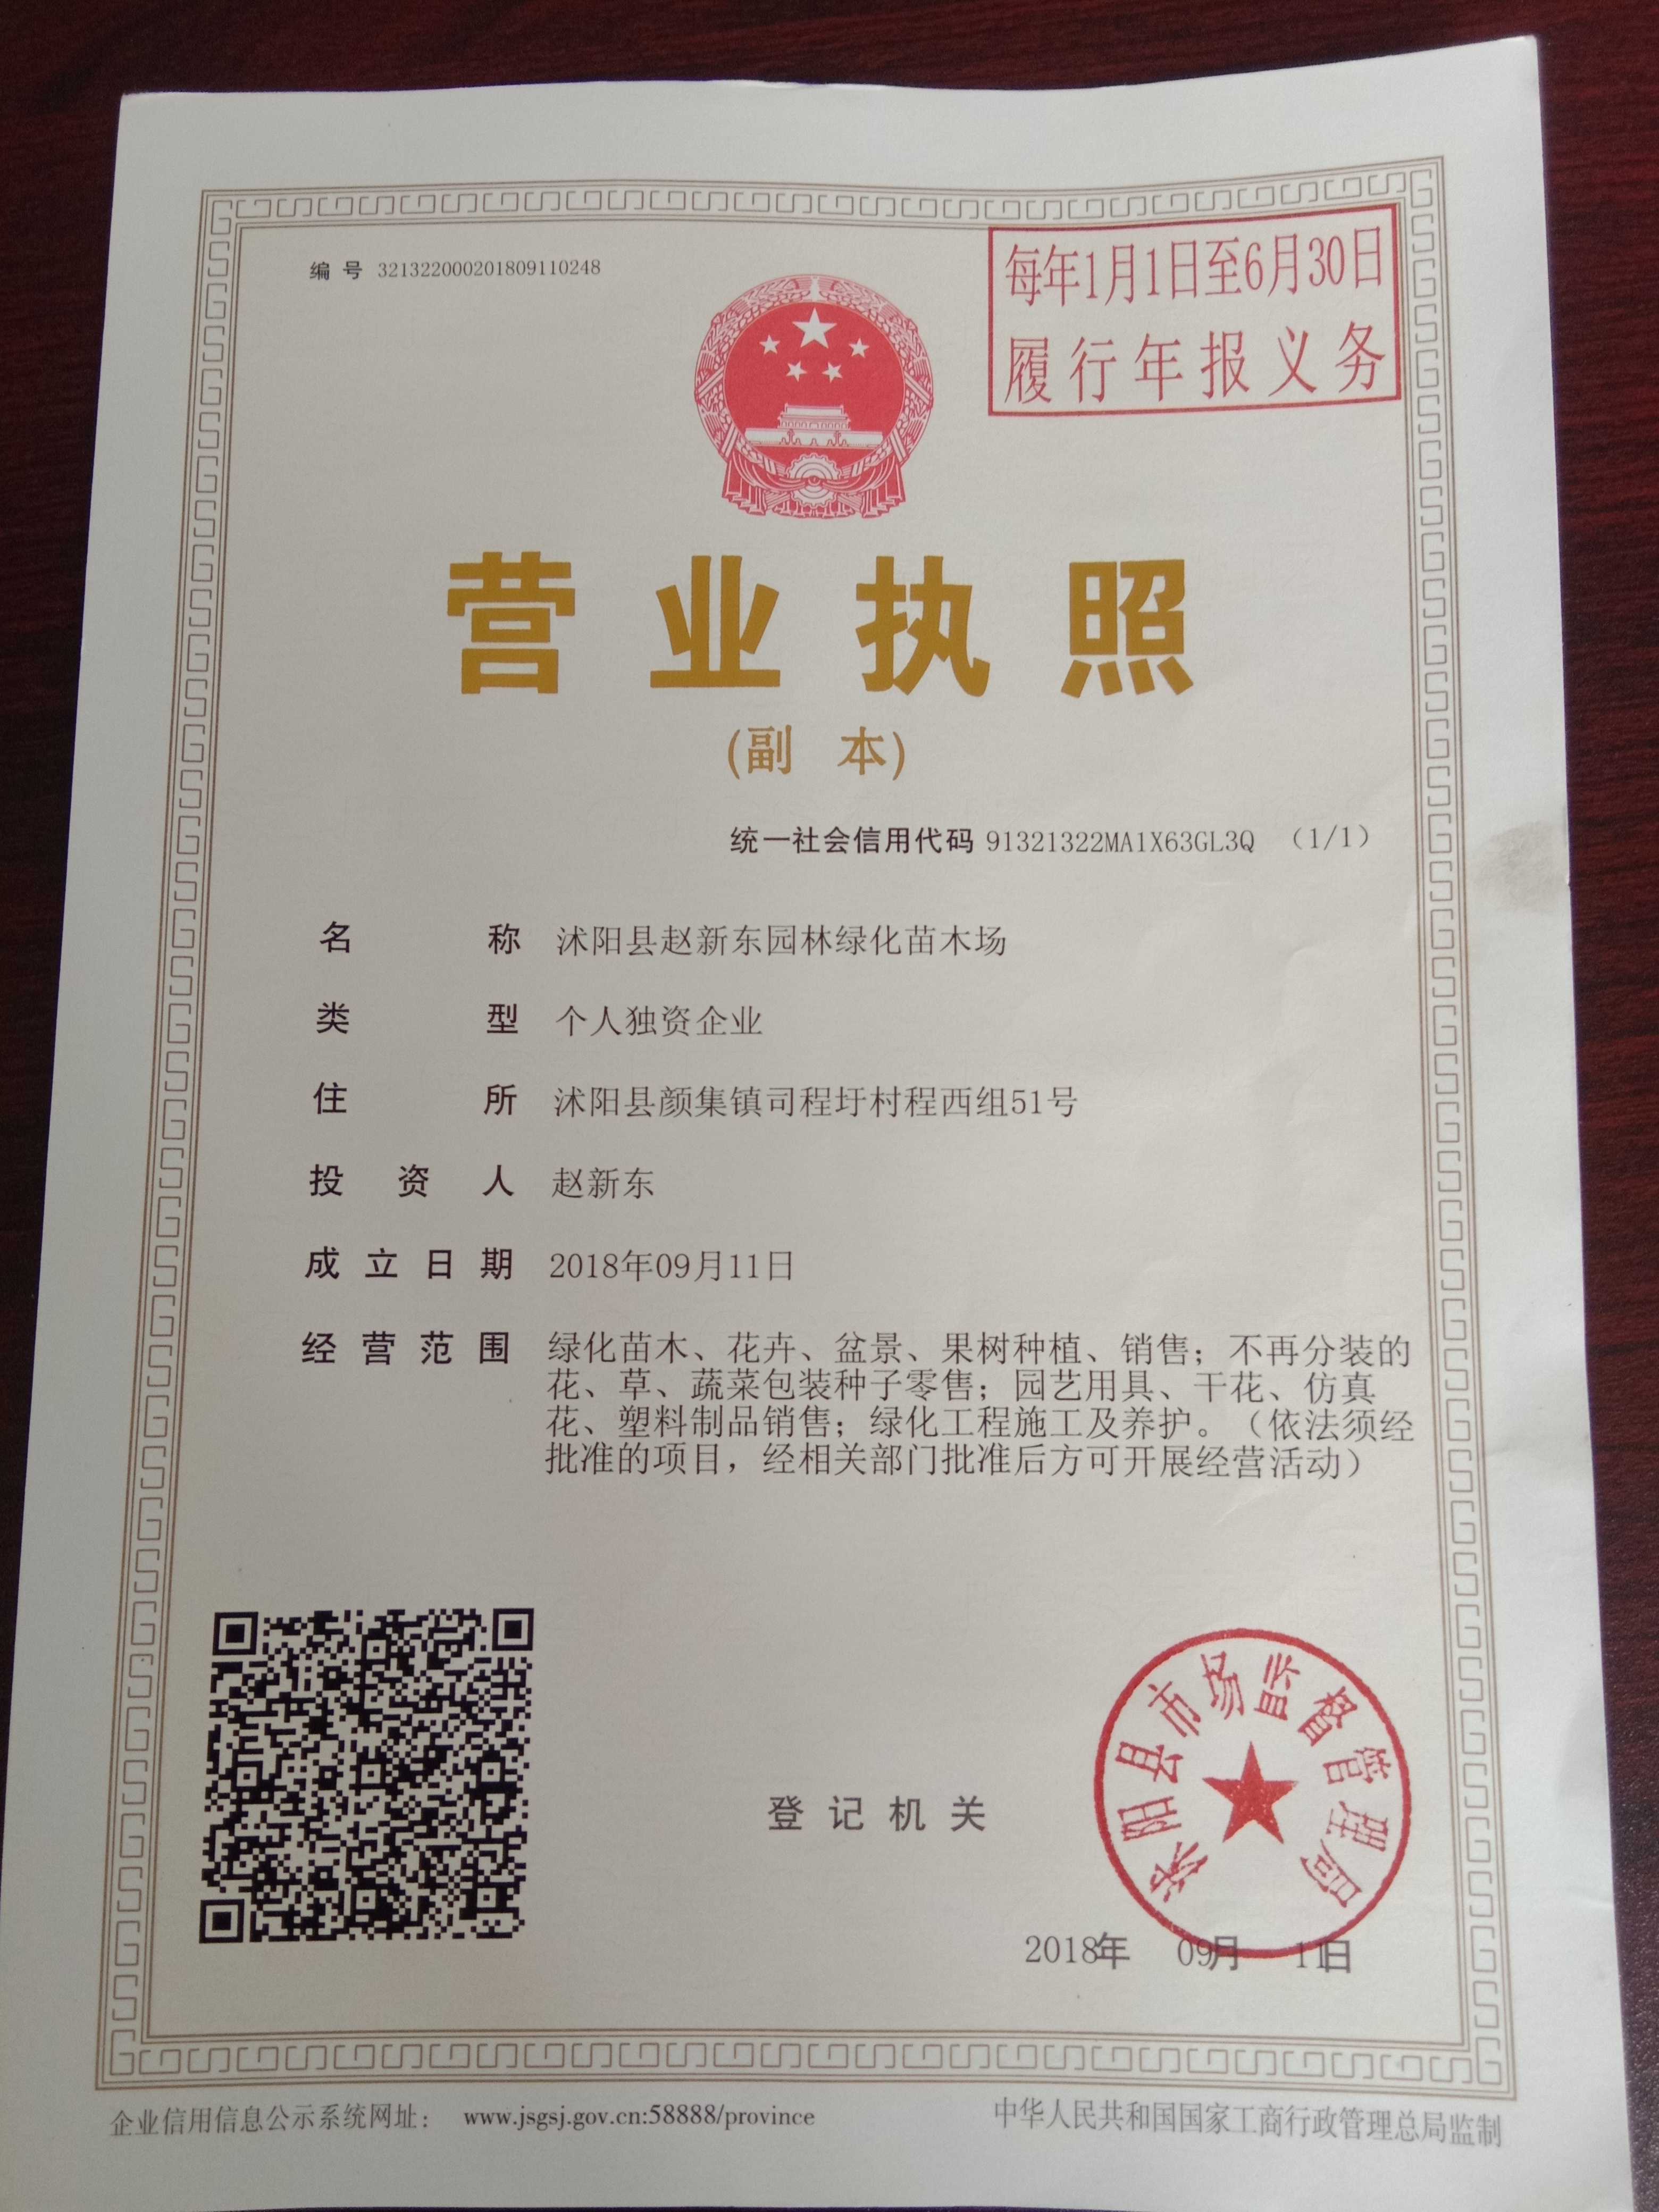 编 号 321322000201809110248
每年1月1日至6月30日
履行年报义务
营业执照
(副 本)
统一社会信用代码 91321322MA1X63GL3Q （1/1）
名 称 沭阳县赵新东园林绿化苗木场
类 型 个人独资企业
住 所 沭阳县颜集镇司程圩村程西组51号
投 资 人 赵新东
成 立 日 期 2018年09月11日
经 营 范 围 绿化苗木、花卉、盆景、果树种植、销售；不再分装的
花、草、蔬菜包装种子零售；园艺用具、干花、仿真
花、塑料制品销售；绿化工程施工及养护。（依法须经
批准的项目，经相关部门批准后方可开展经营活动）
沭阳县市场监督管理局
登 记 机 关
2018年 09月 11日
企业信用信息公示系统网址： www.jsgsj.gov.cn:58888/province
中华人民共和国国家工商行政管理总局监制